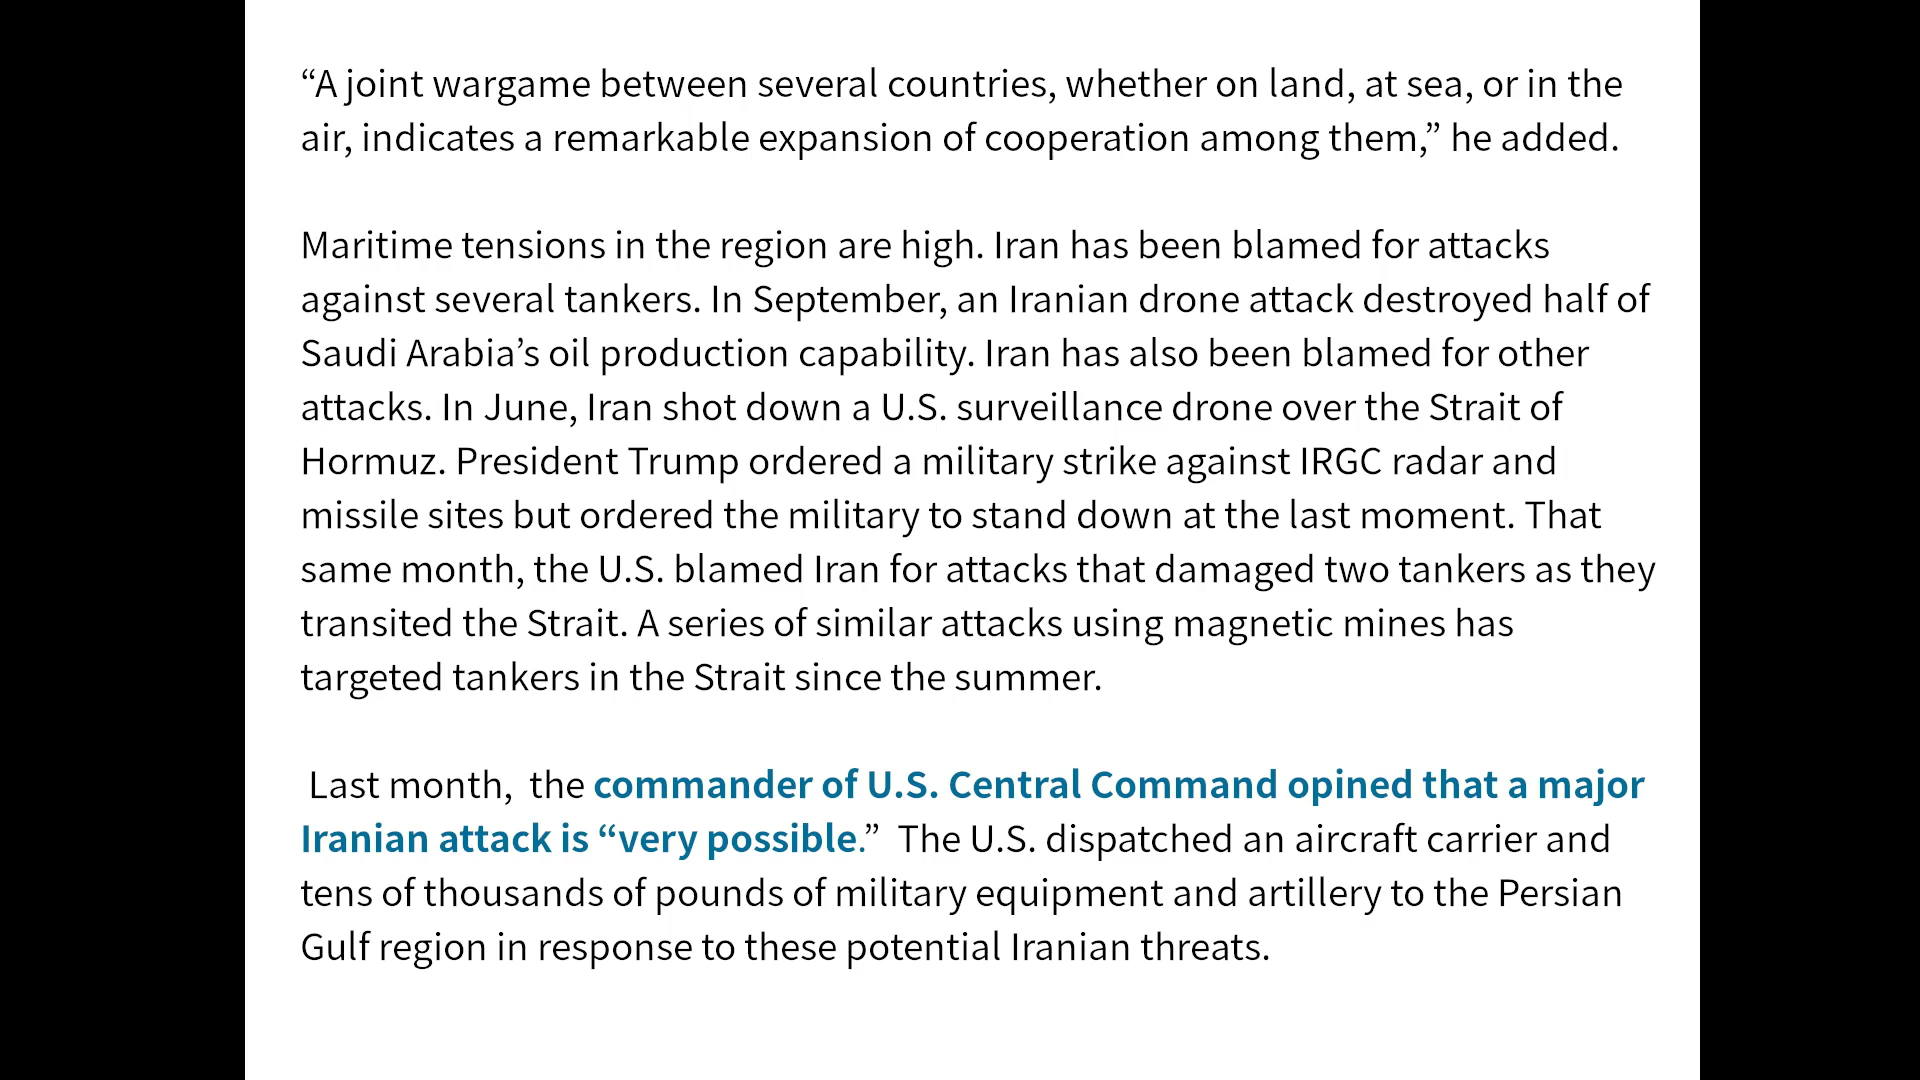 “A joint wargame between several countries, whether on land, at sea, or in the
air, indicates a remarkable expansion of cooperation among them,” he added.
Maritime tensions in the region are high. Iran has been blamed for attacks
against several tankers. In September, an Iranian drone attack destroyed half of
Saudi Arabia’s oil production capability. Iran has also been blamed for other
attacks. In June, Iran shot down a U.S. surveillance drone over the Strait of
Hormuz. President Trump ordered a military strike against IRGC radar and
missile sites but ordered the military to stand down at the last moment. That
same month, the U.S. blamed Iran for attacks that damaged two tankers as they
transited the Strait. A series of similar attacks using magnetic mines has
targeted tankers in the Strait since the summer.
Last month,  the commander of U.S. Central Command opined that a major
Iranian attack is “very possible.”  The U.S. dispatched an aircraft carrier and
tens of thousands of pounds of military equipment and artillery to the Persian
Gulf region in response to these potential Iranian threats.